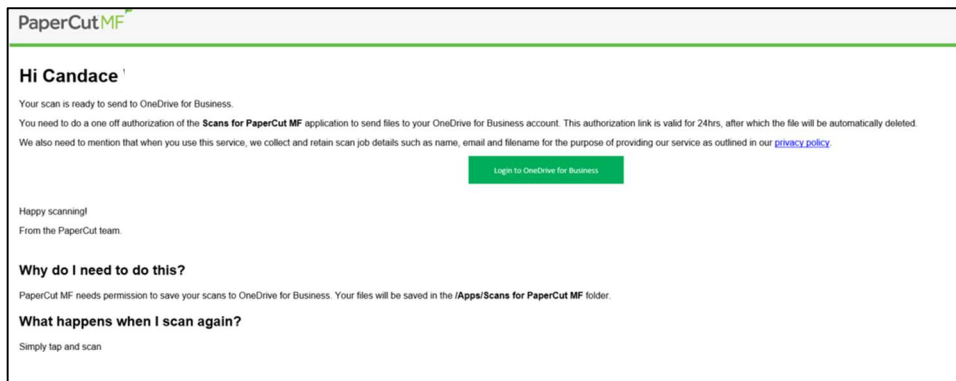 PaperCutMF
Hi Candace
Your scan is ready to send to OneDrive for Business.
You need to do a one off authorization of the Scans for PaperCut MF application to send files to your OneDrive for Business account. This authorization link is valid for 24hrs, after which the file will be automatically deleted.
We also need to mention that when you use this service, we collect and retain scan job details such as name, email and filename for the purpose of providing our service as outlined in our privacy policy.
Login to OneDrive for Business
Happy scanning!
From the PaperCut team.
Why do I need to do this?
PaperCut MF needs permission to save your scans to OneDrive for Business. Your files will be saved in the /Apps/Scans for PaperCut MF folder.
What happens when I scan again?
Simply tap and scan